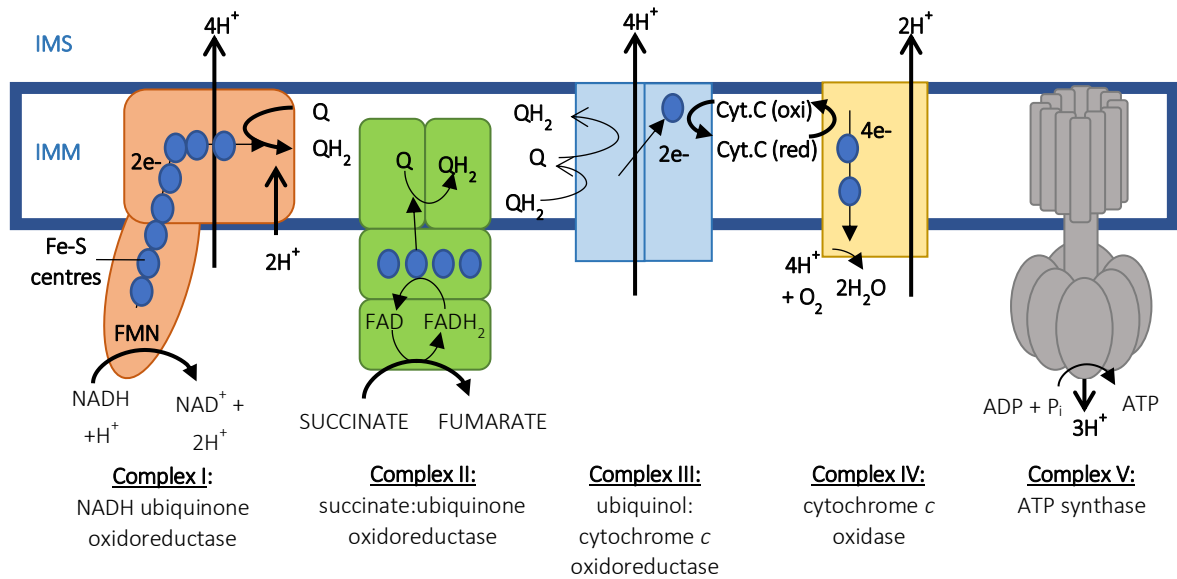 IMS
IMM
4H⁺
Q
QH₂
2e-
2H⁺
Fe-S
centres
FMN
NADH
+H⁺
NAD⁺ +
2H⁺
Q
QH₂
FAD
FADH₂
SUCCINATE
FUMARATE
4H⁺
QH₂
Q
QH₂
2e-
Cyt.C (oxi)
Cyt.C (red)
2H⁺
4e-
4H⁺
+ O₂
2H₂O
ADP + Pᵢ
ATP
3H⁺
Complex I:
NADH ubiquinone
oxidoreductase
Complex II:
succinate:ubiquinone
oxidoreductase
Complex III:
ubiquinol:
cytochrome c
oxidoreductase
Complex IV:
cytochrome c
oxidase
Complex V:
ATP synthase